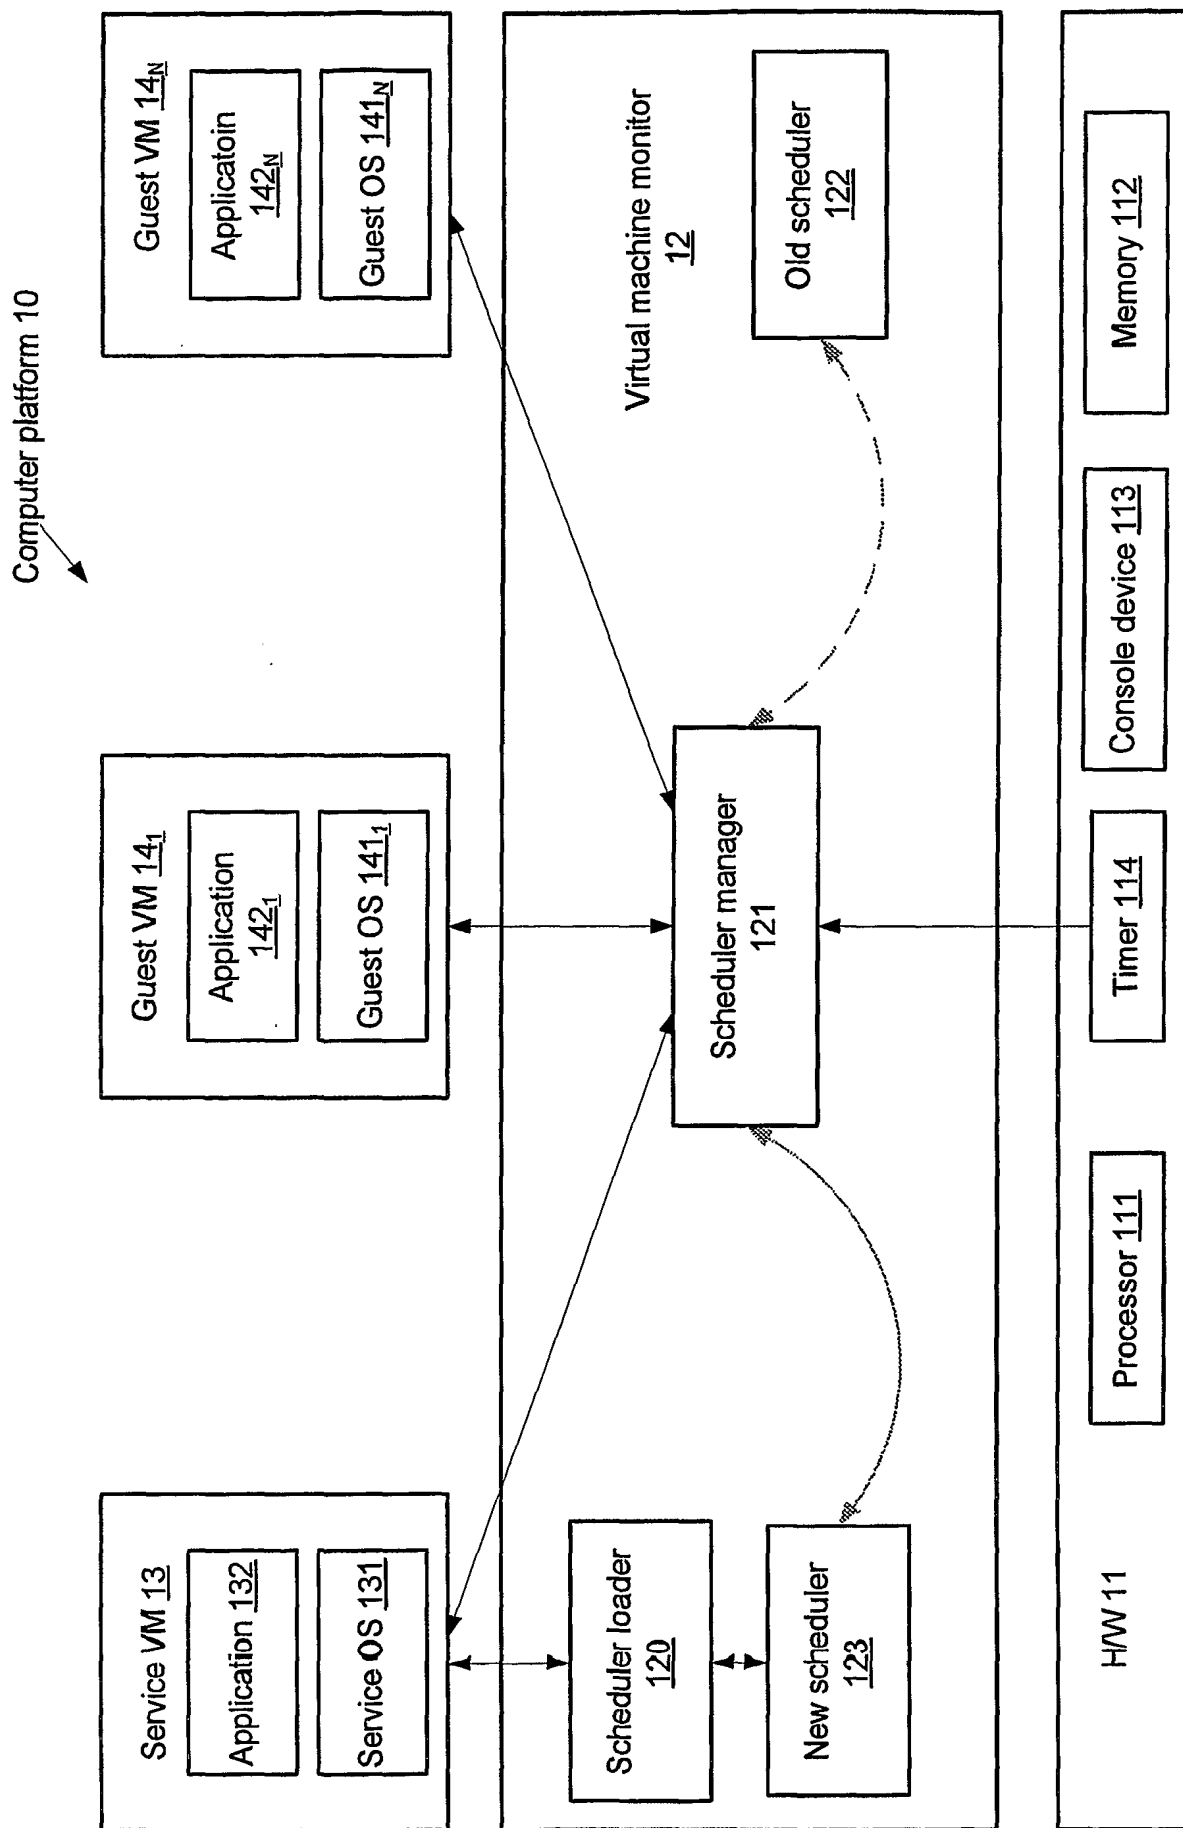 Computer platform 10
Service VM 13
Application 132
Service OS 131
Guest VM 14₁
Application
142₁
Guest OS 141₁
Guest VM 14N
Applicatoin
142N
Guest OS 141N
Virtual machine monitor
12
Scheduler loader
120
New scheduler
123
Scheduler manager
121
Old scheduler
122
H/W 11
Processor 111
Timer 114
Console device 113
Memory 112